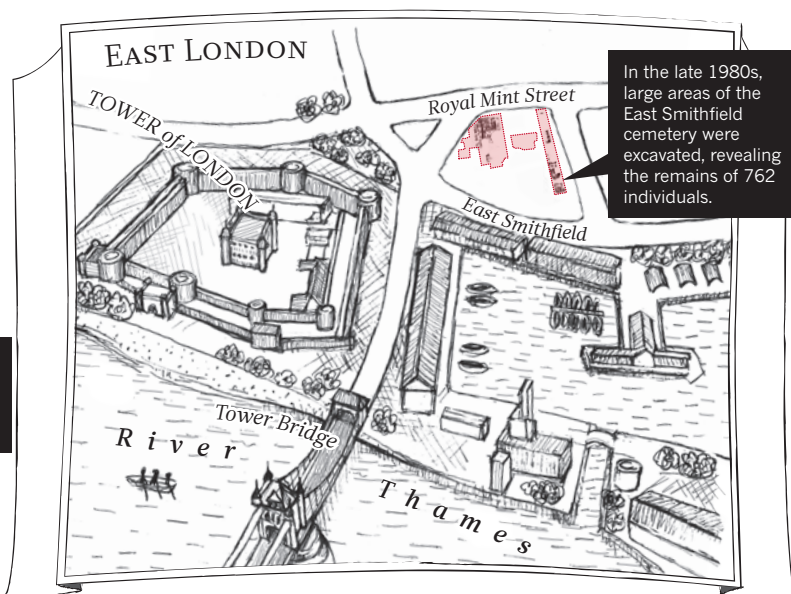 EAST LONDON
TOWER of LONDON
Royal Mint Street
In the late 1980s,
large areas of the
East Smithfield
cemetery were
excavated, revealing
the remains of 762
individuals.
East Smithfield
Tower Bridge
River
Thames